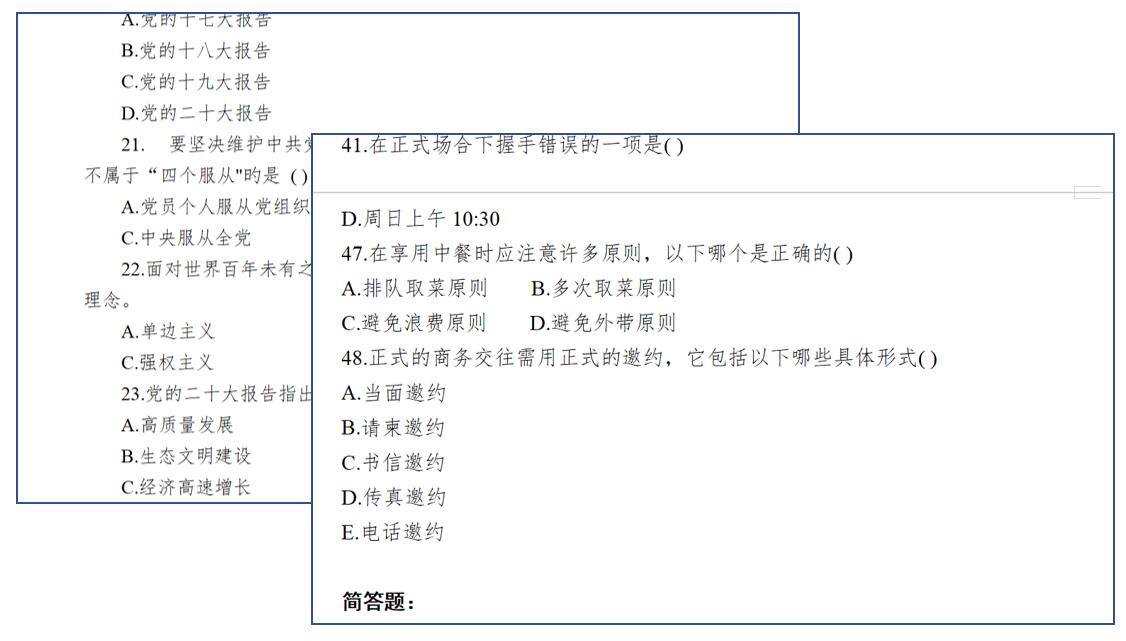 A.党的十七大报告
B.党的十八大报告
C.党的十九大报告
D.党的二十大报告
21. 要坚决维护中共
不属于“四个服从"的是 ( )
A.党员个人服从党组织
C.中央服从全党
22.面对世界百年未有之
理念。
A.单边主义
C.强权主义
23.党的二十大报告指出
A.高质量发展
B.生态文明建设
C.经济高速增长
41.在正式场合下握手错误的一项是( )
D.周日上午 10:30
47.在享用中餐时应注意许多原则，以下哪个是正确的( )
A.排队取菜原则 B.多次取菜原则
C.避免浪费原则 D.避免外带原则
48.正式的商务交往需用正式的邀约，它包括以下哪些具体形式( )
A.当面邀约
B.请柬邀约
C.书信邀约
D.传真邀约
E.电话邀约
简答题：